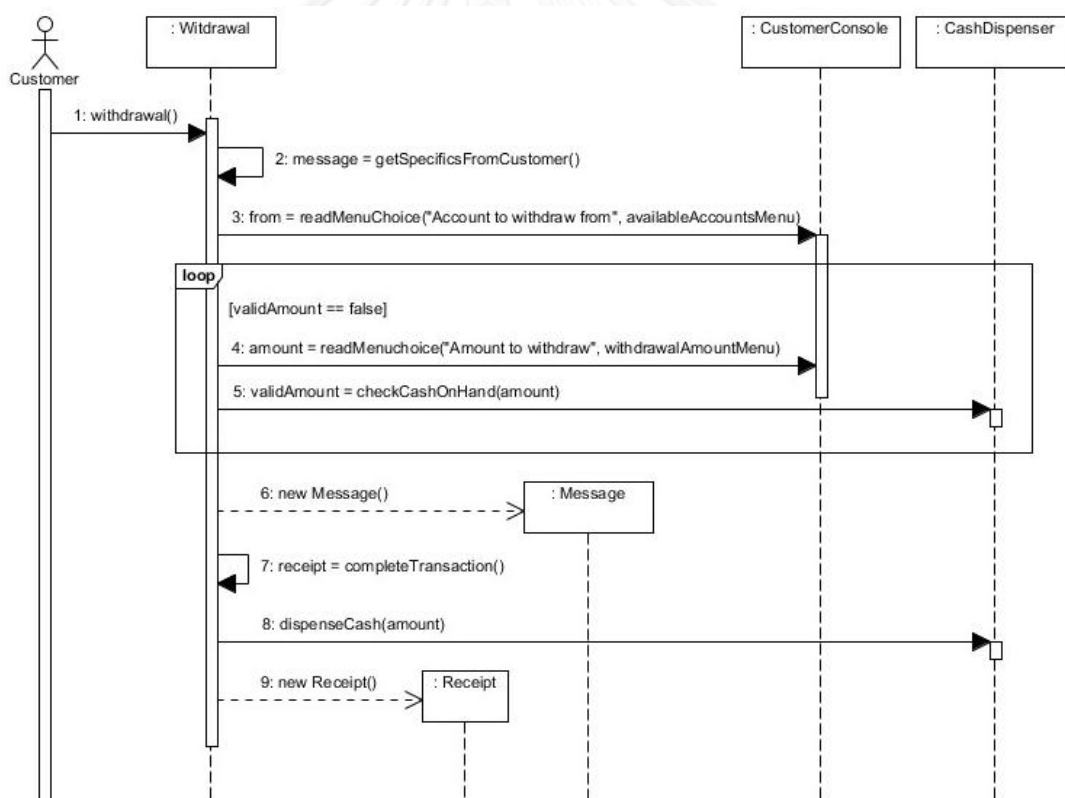 : Witdrawal
: CustomerConsole
: CashDispenser
Customer
1: withdrawal()
2: message = getSpecificsFromCustomer()
3: from = readMenuChoice("Account to withdraw from", availableAccountsMenu)
loop
[validAmount == false]
4: amount = readMenuchoice("Amount to withdraw", withdrawalAmountMenu)
5: validAmount = checkCashOnHand(amount)
6: new Message()
: Message
7: receipt = completeTransaction()
8: dispenseCash(amount)
9: new Receipt()
: Receipt